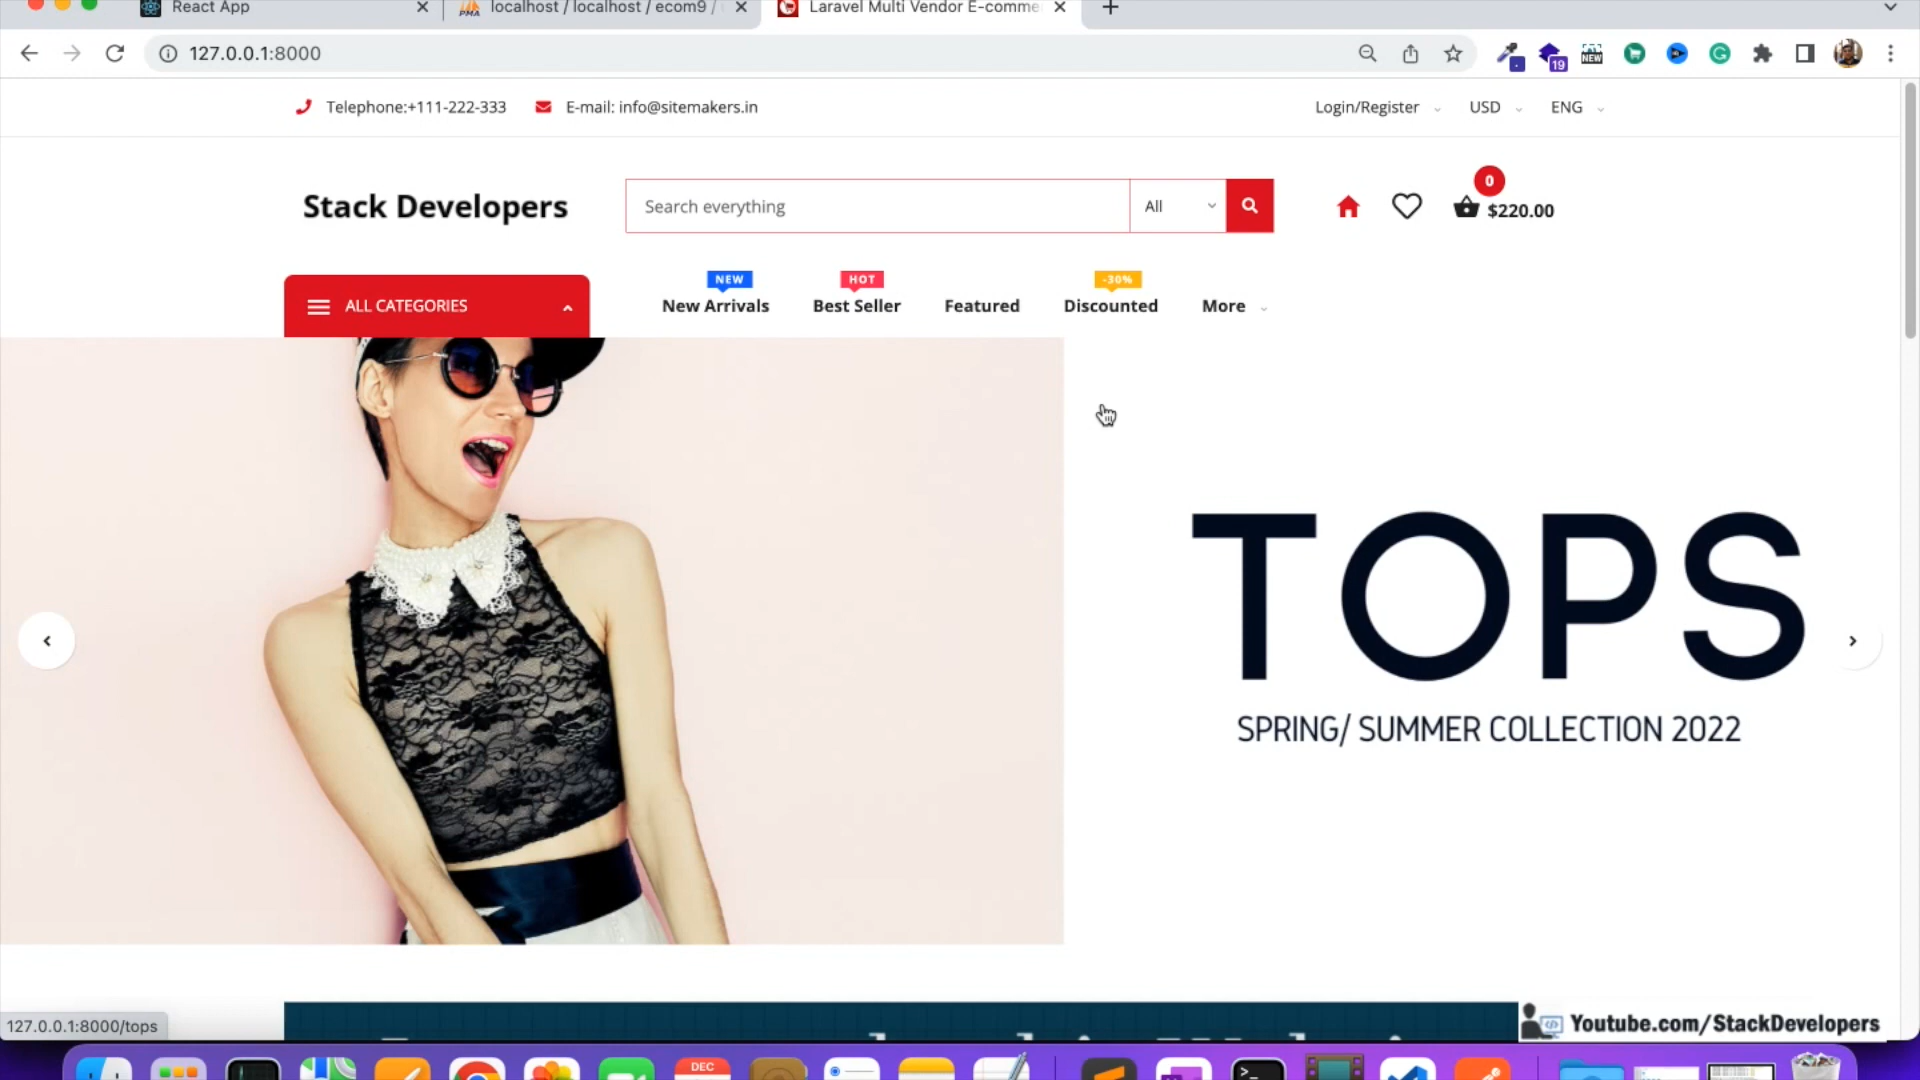 React App
localhost / localhost / ecom9 /
Laravel Multi Vendor E-comme
127.0.0.1:8000
19
NEW
Telephone:+111-222-333
E-mail: info@sitemakers.in
Login/Register
USD
ENG
Stack Developers
Search everything
All
0
$220.00
ALL CATEGORIES
NEW
New Arrivals
HOT
Best Seller
Featured
-30%
Discounted
More
TOPS
SPRING/ SUMMER COLLECTION 2022
127.0.0.1:8000/tops
Youtube.com/StackDevelopers
DEC